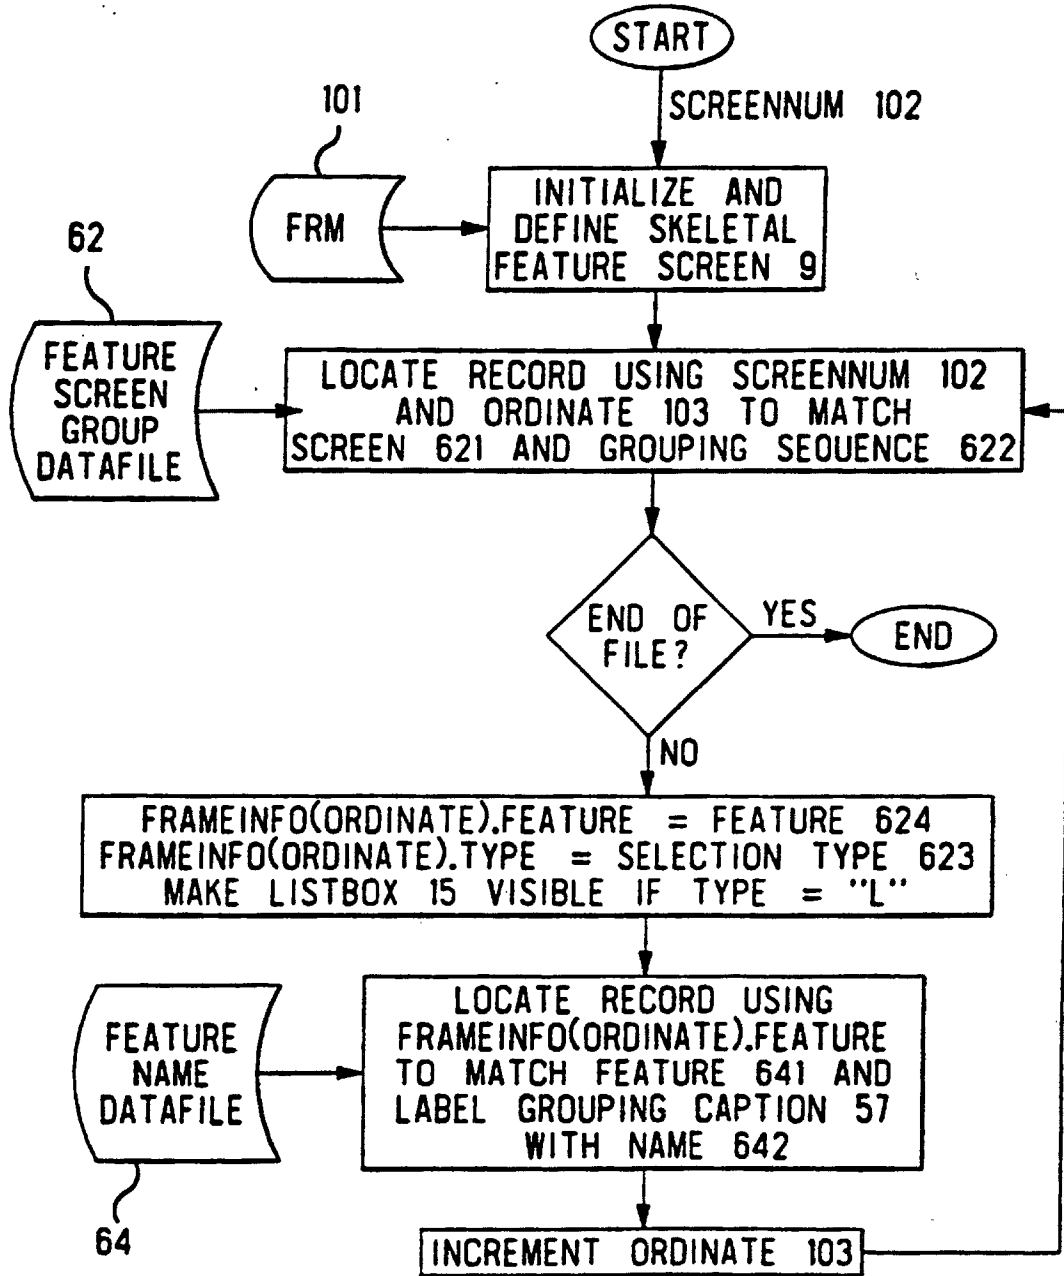 START
SCREENNUM 102
101
FRM
INITIALIZE AND
DEFINE SKELETAL
FEATURE SCREEN 9
62
FEATURE
SCREEN
GROUP
DATAFILE
LOCATE RECORD USING SCREENNUM 102
AND ORDINATE 103 TO MATCH
SCREEN 621 AND GROUPING SEQUENCE 622
END OF
FILE?
YES
END
NO
FRAMEINFO(ORDINATE).FEATURE = FEATURE 624
FRAMEINFO(ORDINATE).TYPE = SELECTION TYPE 623
MAKE LISTBOX 15 VISIBLE IF TYPE = "L"
FEATURE
NAME
DATAFILE
64
LOCATE RECORD USING
FRAMEINFO(ORDINATE).FEATURE
TO MATCH FEATURE 641 AND
LABEL GROUPING CAPTION 57
WITH NAME 642
INCREMENT ORDINATE 103